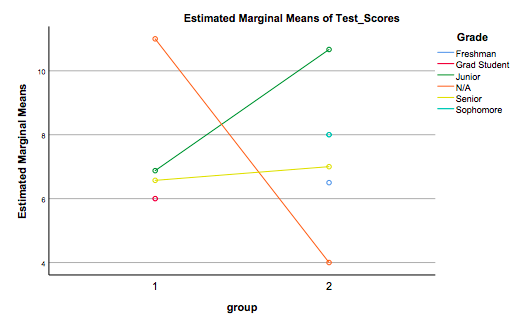 Estimated Marginal Means of Test_Scores
Estimated Marginal Means
10
8
6
4
1 2
group
Grade
Freshman
Grad Student
Junior
N/A
Senior
Sophomore